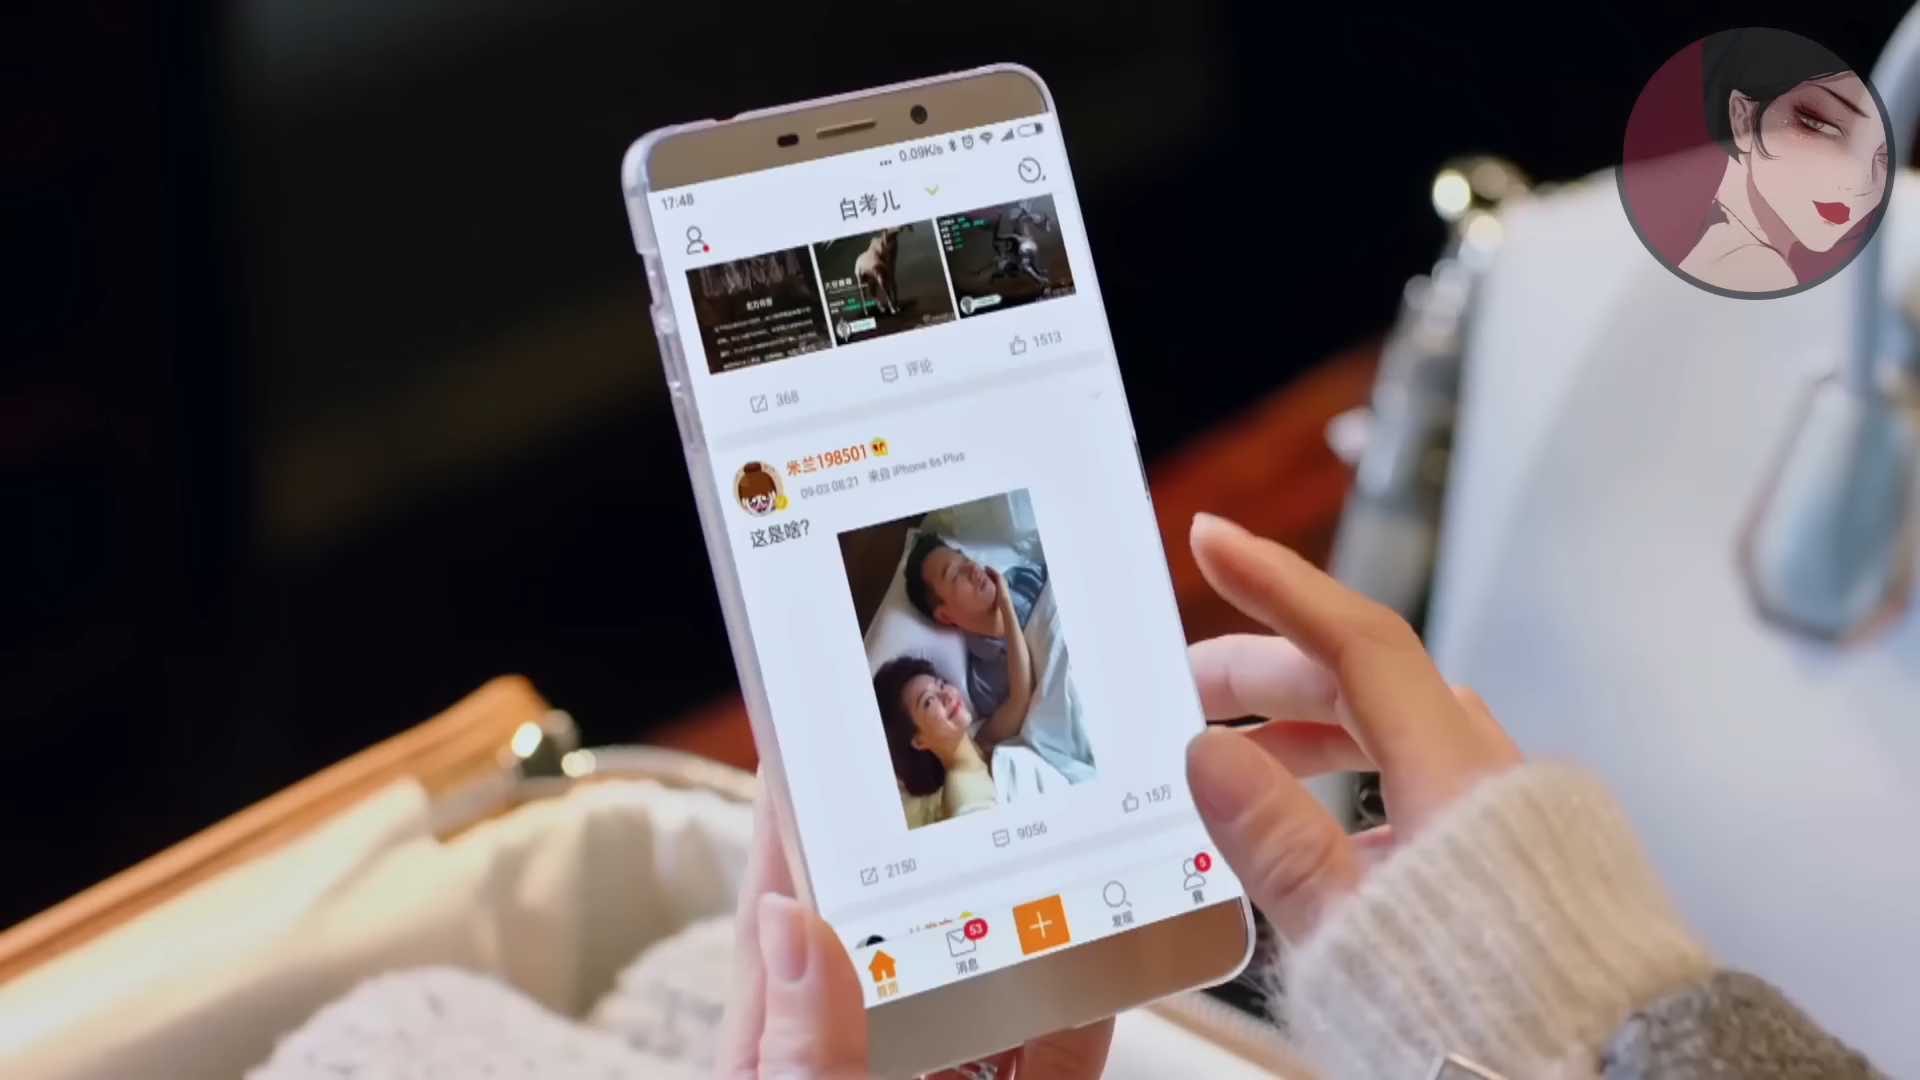 0.09K/s
17:48
白考儿
368
评论
1513
米兰198501
09-03 08:21 来自 iPhone 6s Plus
这是啥?
2150
9056
15万
首页
消息
53
发现
我
5